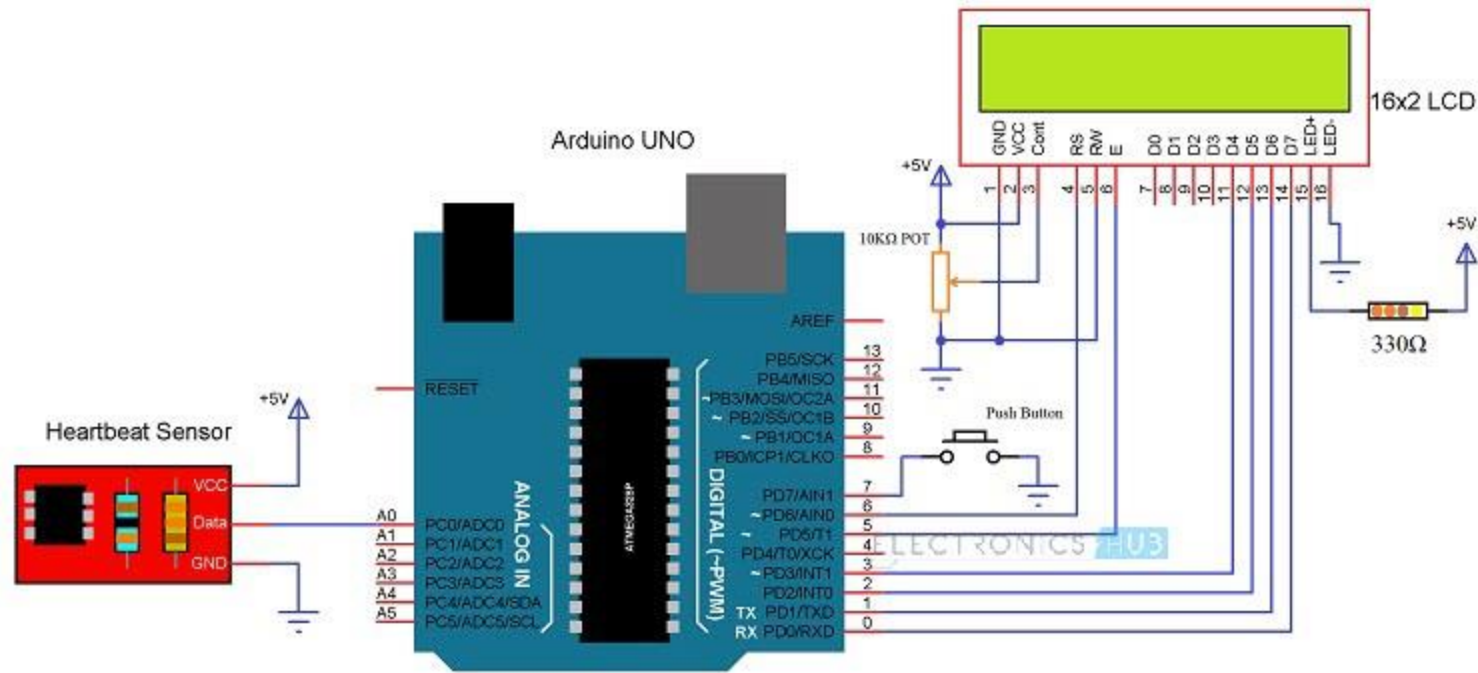 16x2 LCD
GND
VCC
Cont
RS
RW
E
D0
D1
D2
D3
D4
D5
D6
D7
LED+
LED-
1
2
3
4
5
6
7
8
9
10
11
12
13
14
15
16
+5V
10KΩ POT
+5V
330Ω
Arduino UNO
AREF
PB5/SCK 13
PB4/MISO 12
~PB3/MOSI/OC2A 11
~ PB2/SS/OC1B 10
~ PB1/OC1A 9
PB0/ICP1/CLKO 8
PD7/AIN1 7
~PD6/AIN0 6
~ PD5/T1 5
PD4/T0/XCK 4
~PD3/INT1 3
PD2/INT0 2
TX PD1/TXD 1
RX PD0/RXD 0
DIGITAL (~PWM)
ATMEGA328P
ANALOG IN
RESET
A0 PC0/ADC0
A1 PC1/ADC1
A2 PC2/ADC2
A3 PC3/ADC3
A4 PC4/ADC4/SDA
A5 PC5/ADC5/SCL
Push Button
ELECTRONICS HUB
+5V
Heartbeat Sensor
VCC
Data
GND